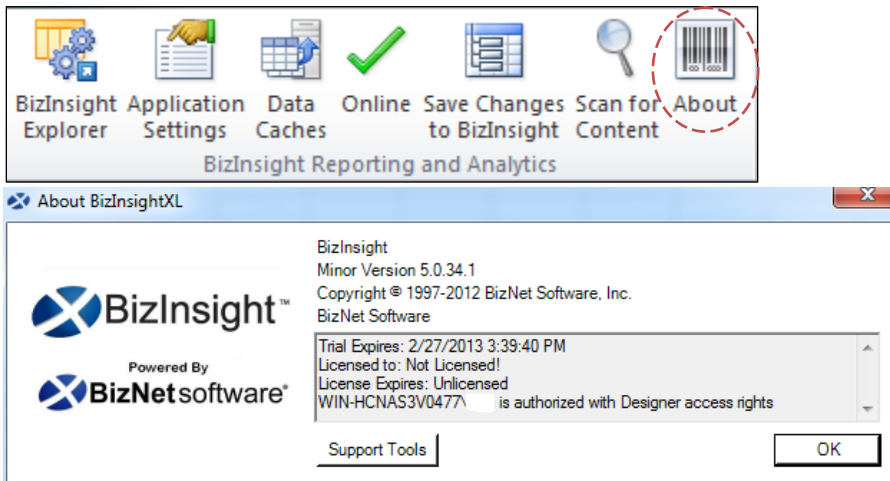 BizInsight Explorer
Application Settings
Data Caches
Online
Save Changes to BizInsight
Scan for Content
About
BizInsight Reporting and Analytics
About BizInsightXL
BizInsight
Minor Version 5.0.34.1
Copyright © 1997-2012 BizNet Software, Inc.
BizNet Software
BizInsight™
Powered By
BizNetsoftware®
Trial Expires: 2/27/2013 3:39:40 PM
Licensed to: Not Licensed!
License Expires: Unlicensed
is authorized with Designer access rights
Support Tools
OK